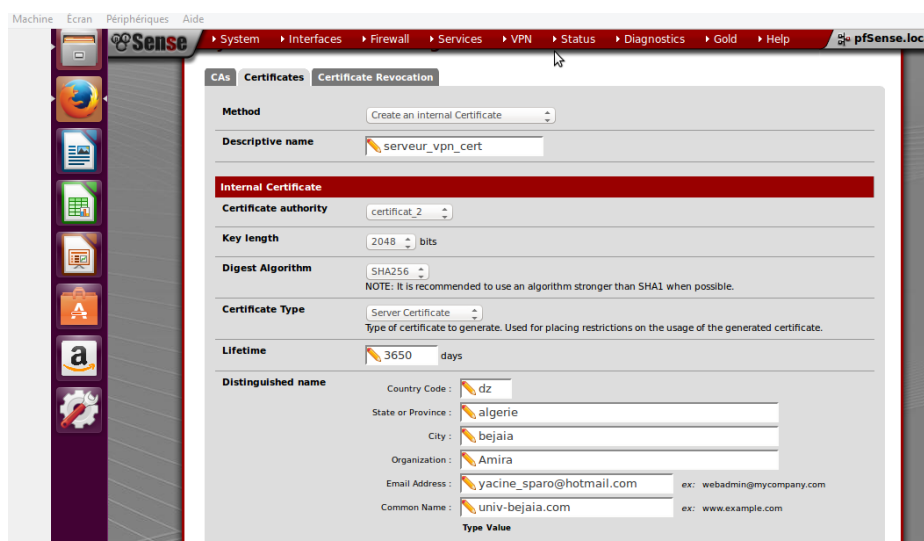 Machine Écran Périphériques Aide
Sense System Interfaces Firewall Services VPN Status Diagnostics Gold Help pfSense.loc
CAs Certificates Certificate Revocation
Method Create an internal Certificate
Descriptive name serveur_vpn_cert
Internal Certificate
Certificate authority certificat_2
Key length 2048 bits
Digest Algorithm SHA256
NOTE: It is recommended to use an algorithm stronger than SHA1 when possible.
Certificate Type Server Certificate
Type of certificate to generate. Used for placing restrictions on the usage of the generated certificate.
Lifetime 3650 days
Distinguished name Country Code : dz
State or Province : algerie
City : bejaia
Organization : Amira
Email Address : yacine_sparo@hotmail.com ex: webadmin@mycompany.com
Common Name : univ-bejaia.com ex: www.example.com
Type Value